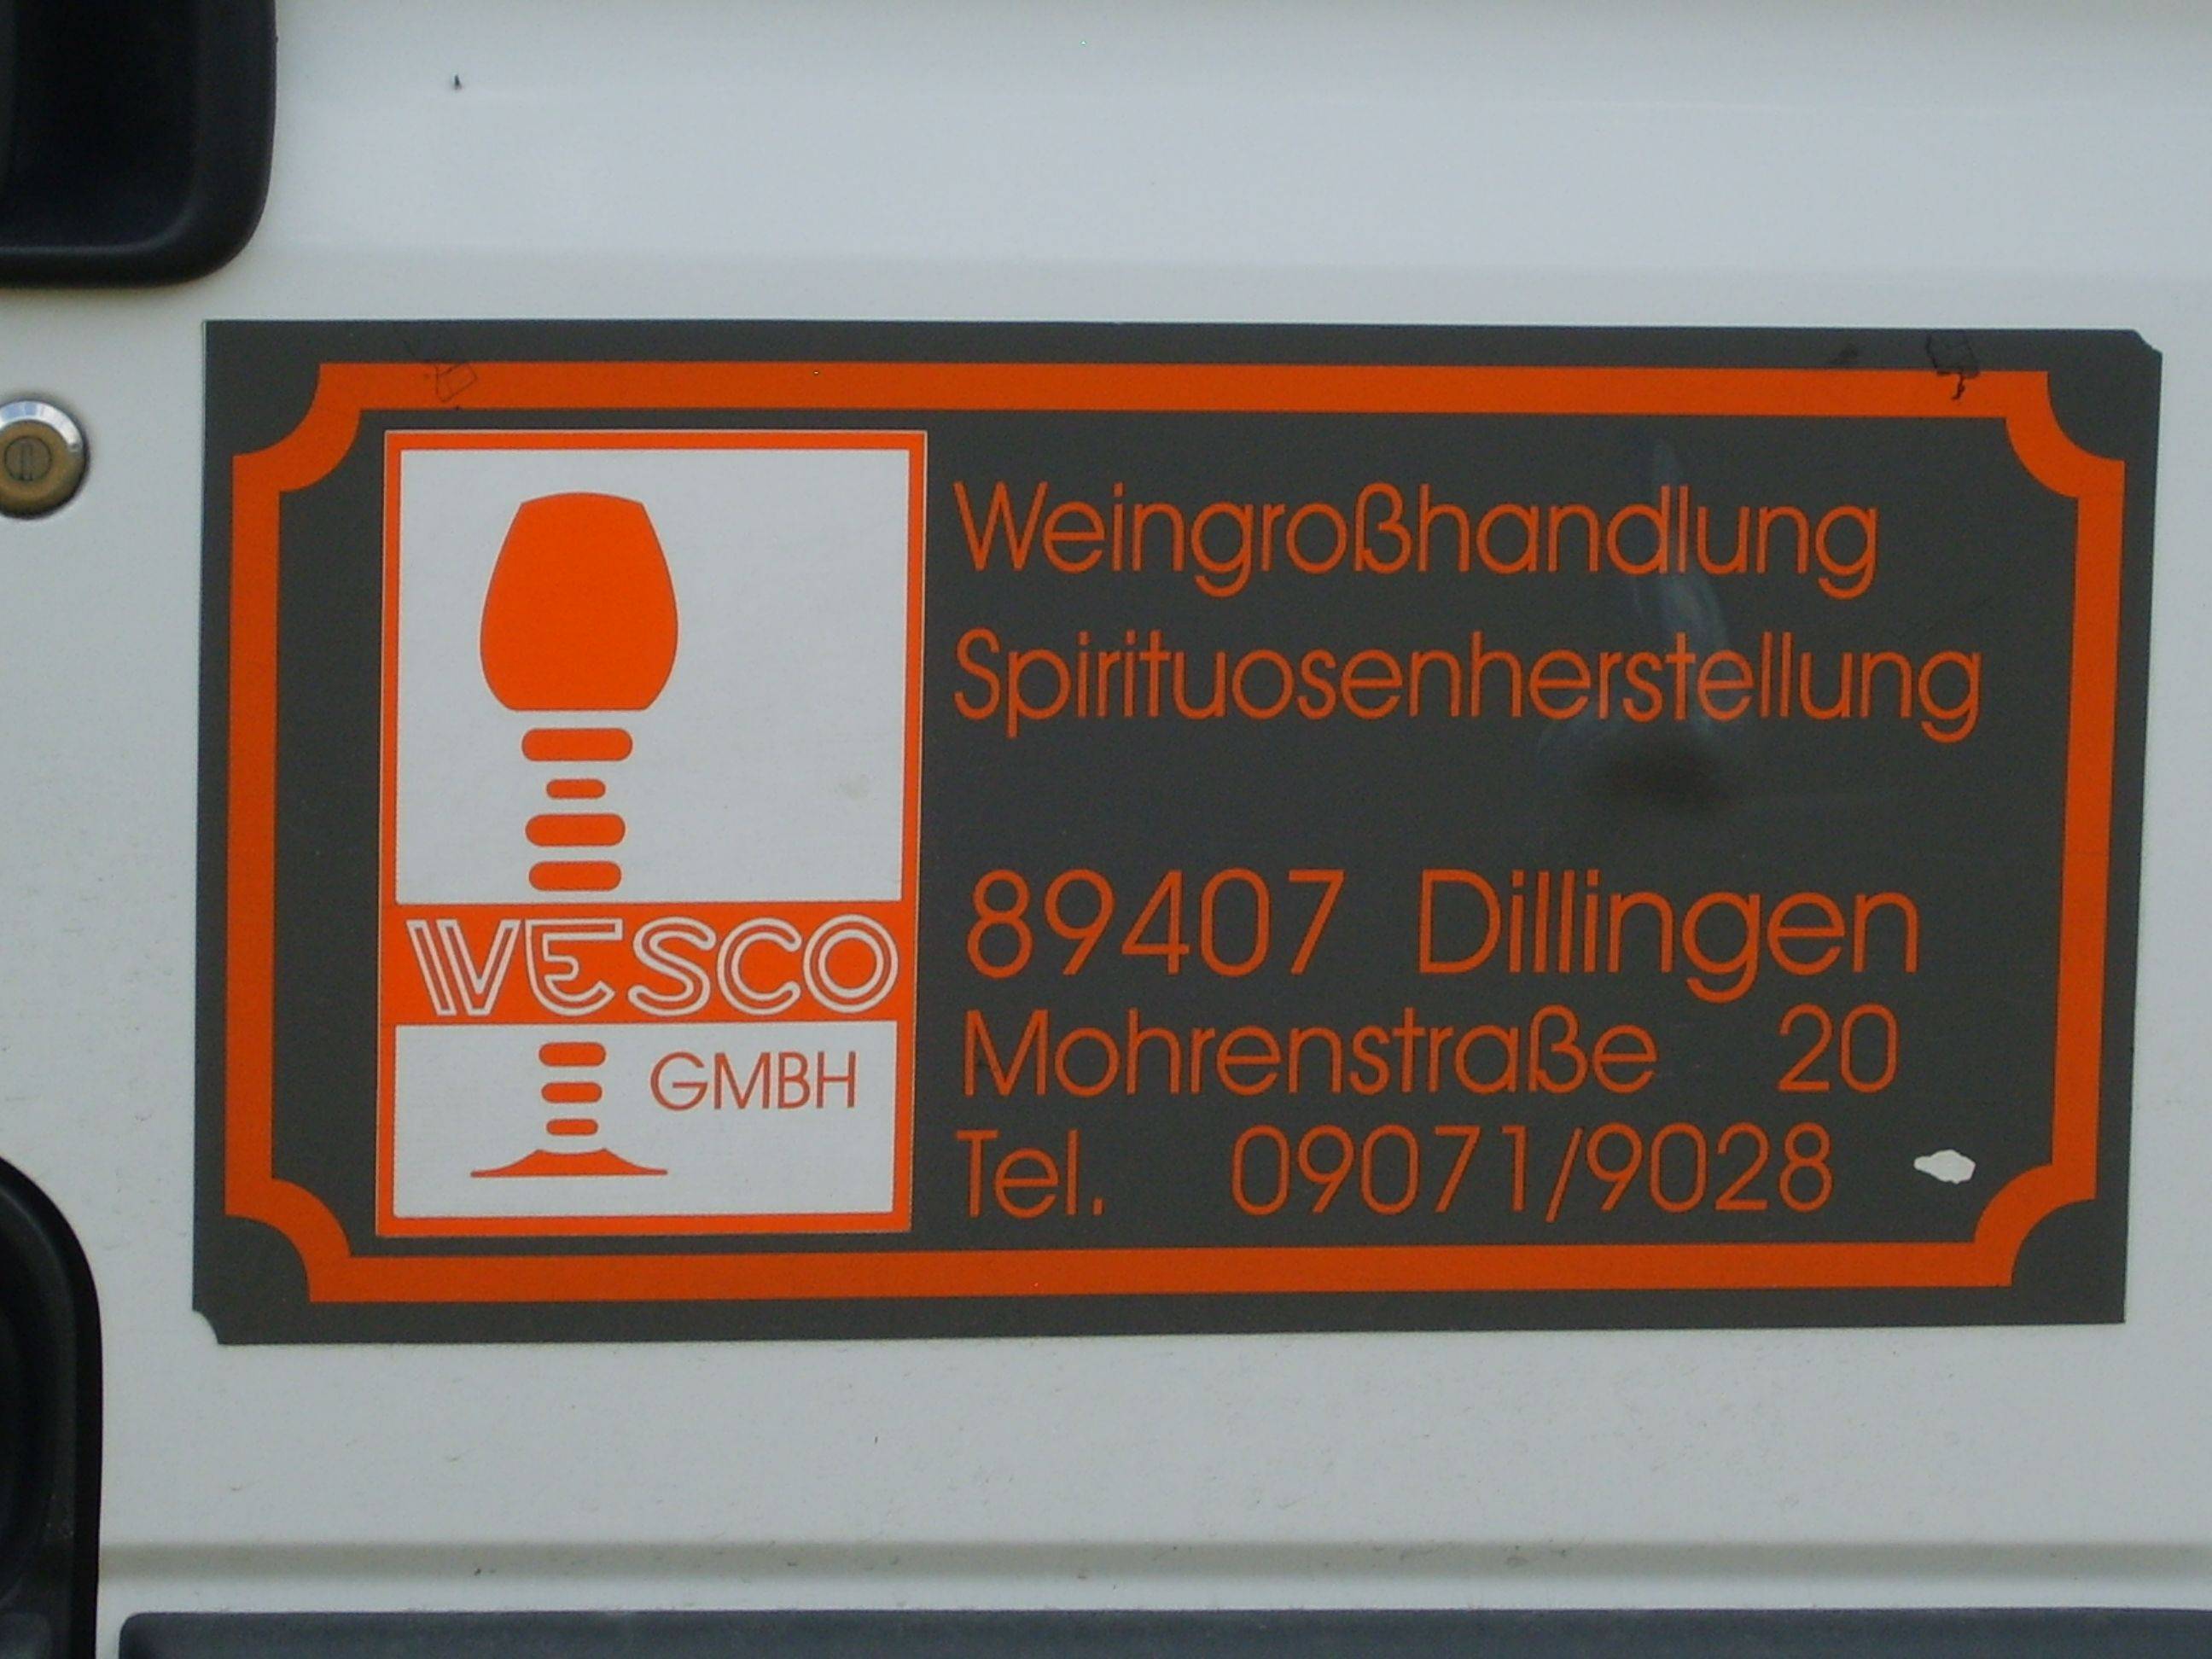 WESCO
GMBH
Weingroßhandlung
Spirituosenherstellung
89407 Dillingen
Mohrenstraße 20
Tel. 09071/9028